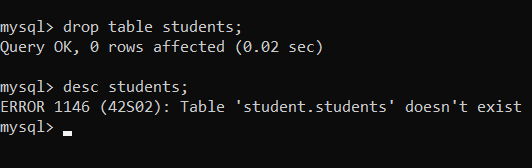 mysql> drop table students;
Query OK, 0 rows affected (0.02 sec)
mysql> desc students;
ERROR 1146 (42S02): Table 'student.students' doesn't exist
mysql>